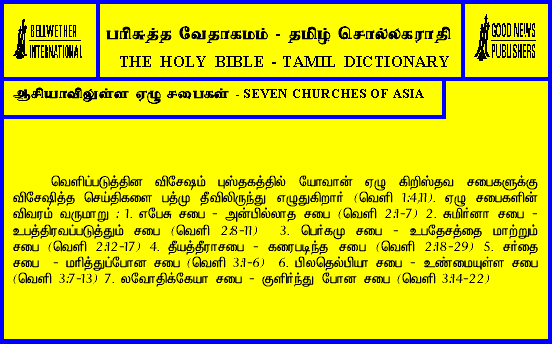 BELLWETHER
INTERNATIONAL
பரிசுத்த வேதாகமம் - தமிழ் சொல்லகராதி
THE HOLY BIBLE - TAMIL DICTIONARY
GOOD NEWS
PUBLISHERS
ஆசியாவிலுள்ள ஏழு சபைகள் - SEVEN CHURCHES OF ASIA
வெளிப்படுத்தின விசேஷம் புஸ்தகத்தில் யோவான் ஏழு கிறிஸ்தவ சபைகளுக்கு
விசேஷித்த செய்திகளை பத்மு தீவிலிருந்து எழுதுகிறார் (வெளி 1:4,11). ஏழு சபைகளின்
விவரம் வருமாறு : 1. எபேசு சபை - அன்பில்லாத சபை (வெளி 2:1-7) 2. சுமிர்னா சபை -
உபத்திரவப்படுத்தும் சபை (வெளி 2:8-11) 3. பெர்கமு சபை - உபதேசத்தை மாற்றும்
சபை (வெளி 2:12-17) 4. தீயத்தீராசபை - கரைபடிந்த சபை (வெளி 2:18-29) 5. சர்தை
சபை - மரித்துப்போன சபை (வெளி 3:1-6) 6. பிலதெல்பியா சபை - உண்மையுள்ள சபை
(வெளி 3:7-13) 7. லவோதிக்கேயா சபை - குளிர்ந்து போன சபை (வெளி 3:14-22)